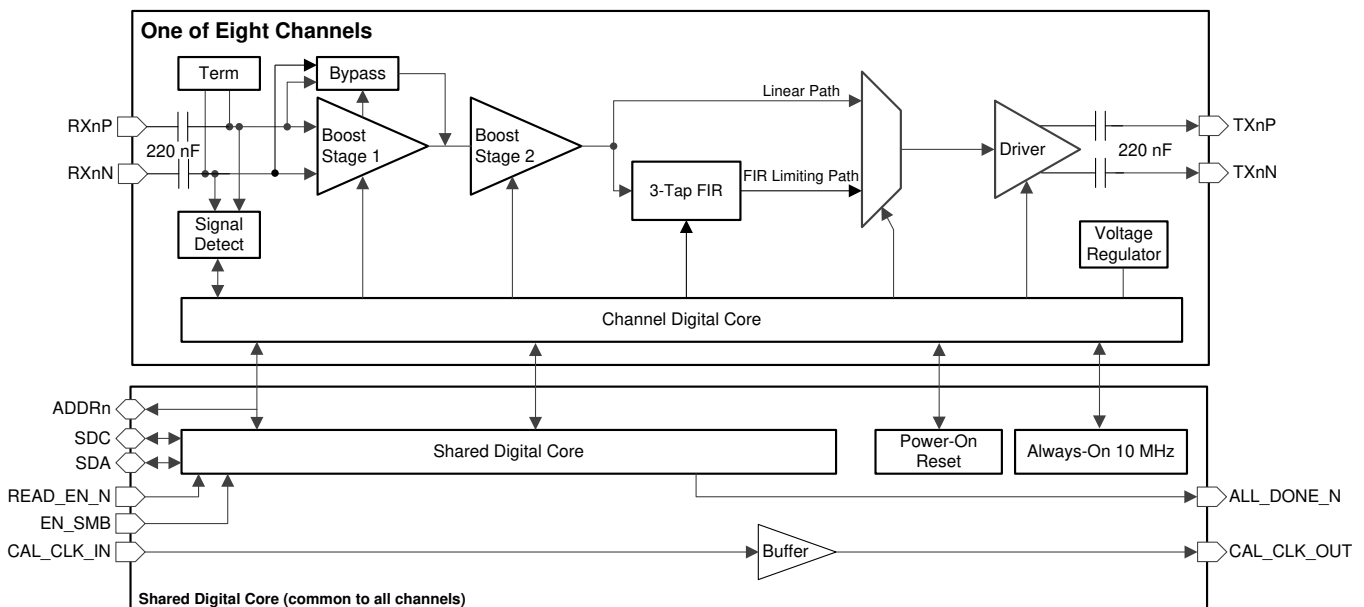 One of Eight Channels
Term
Bypass
Linear Path
RXnP
TXnP
220 nF
Boost
Stage 1
Boost
Stage 2
Driver
220 nF
RXnN
FIR Limiting Path
TXnN
3-Tap FIR
Signal
Detect
Voltage
Regulator
Channel Digital Core
ADDRn
SDC
SDA
Shared Digital Core
Power-On
Reset
Always-On 10 MHz
READ_EN_N
ALL_DONE_N
EN_SMB
CAL_CLK_IN
Buffer
CAL_CLK_OUT
Shared Digital Core (common to all channels)